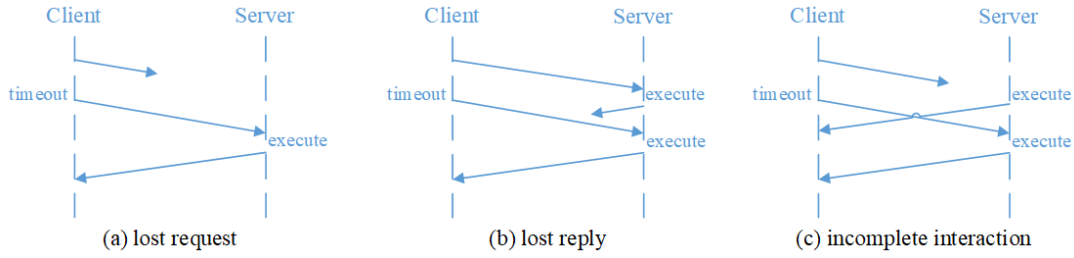 Client Server
timeout
execute
(a) lost request
Client Server
timeout
execute
execute
(b) lost reply
Client Server
timeout
execute
execute
(c) incomplete interaction